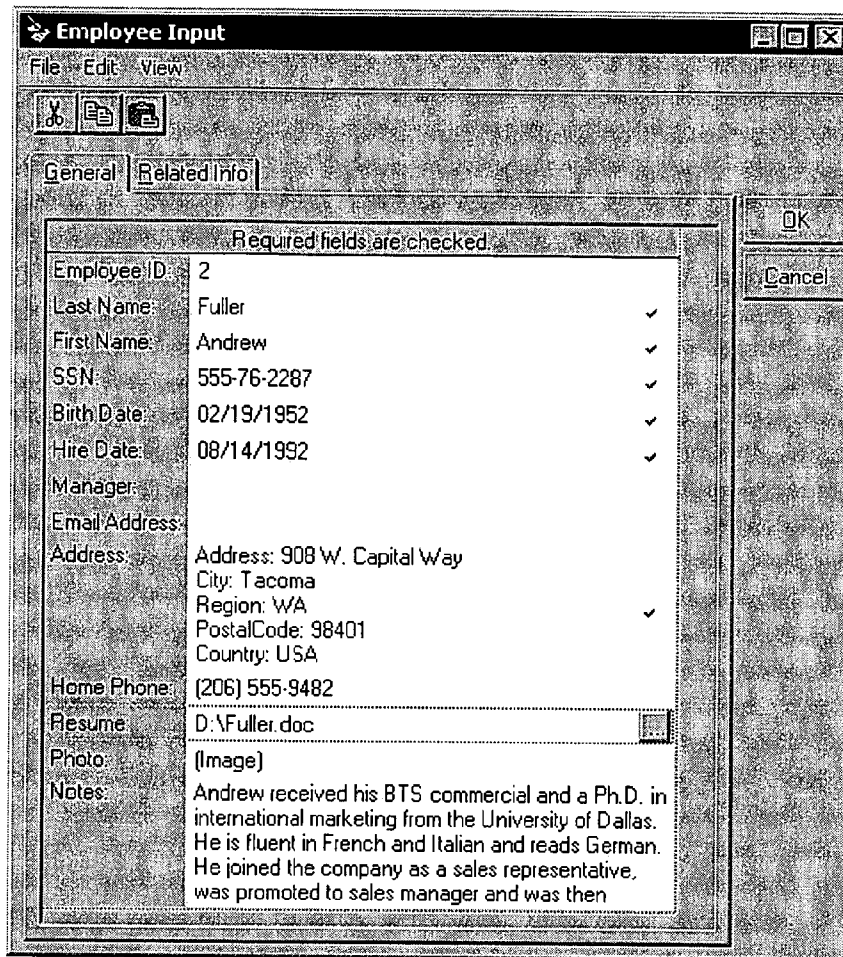 Employee Input
File Edit View
General Related Info
OK
Cancel
Required fields are checked.
Employee ID: 2
Last Name: Fuller
First Name: Andrew
SSN: 555-76-2287
Birth Date: 02/19/1952
Hire Date: 08/14/1992
Manager:
Email Address:
Address: Address: 908 W. Capital Way
City: Tacoma
Region: WA
PostalCode: 98401
Country: USA
Home Phone: (206) 555-9482
Resume D:\Fuller.doc ...
Photo: (Image)
Notes: Andrew received his BTS commercial and a Ph.D. in
international marketing from the University of Dallas.
He is fluent in French and Italian and reads German.
He joined the company as a sales representative,
was promoted to sales manager and was then